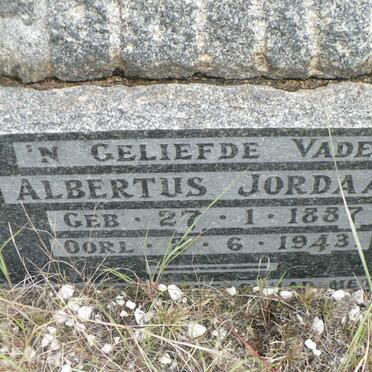 'N GELIEFDE VADE
ALBERTUS JORDAA
GEB · 27 · 1 · 1887
OORL · 6 · 1943